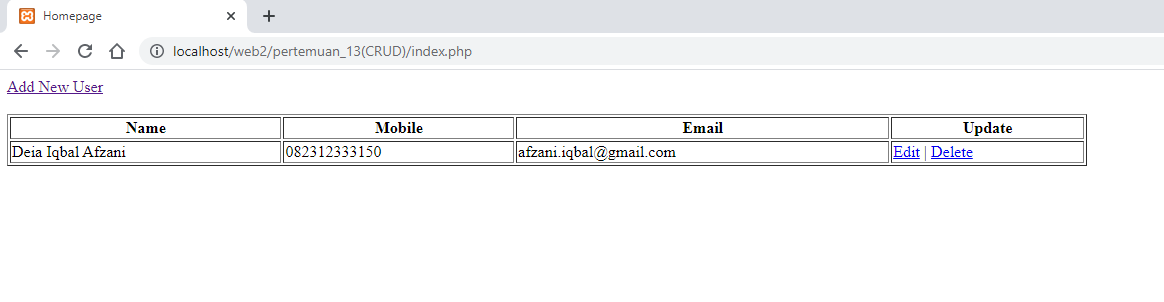 Homepage
localhost/web2/pertemuan_13(CRUD)/index.php
Add New User
Name Mobile Email Update
Deia Iqbal Afzani 082312333150 afzani.iqbal@gmail.com Edit | Delete